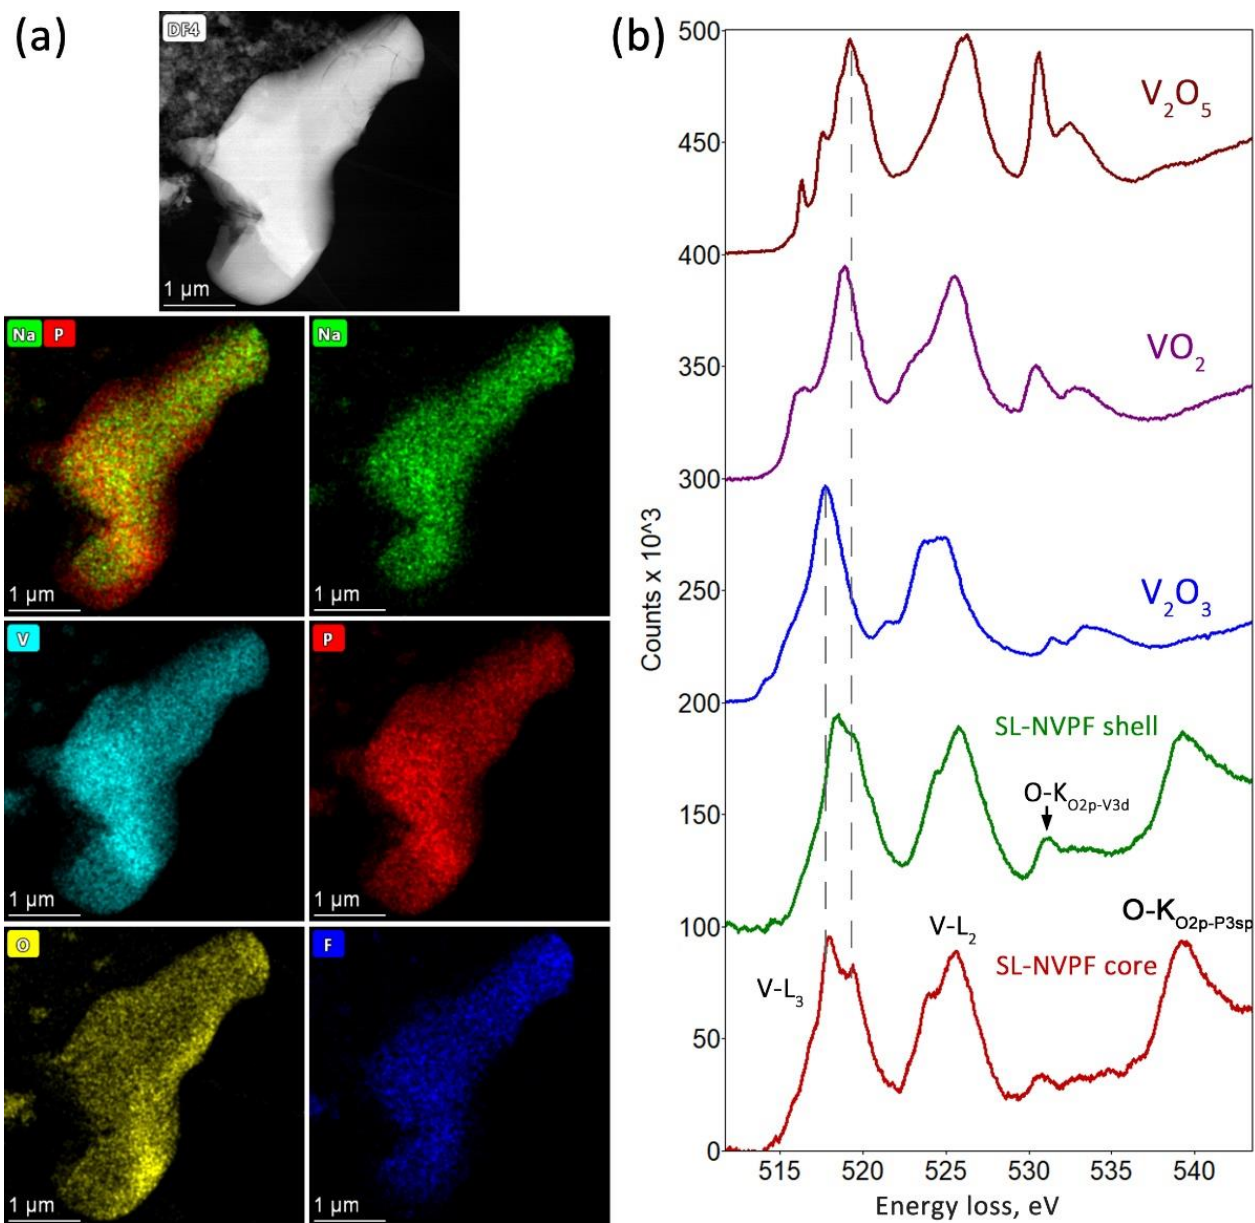 (a)
DF4
1 µm
Na P
1 µm
Na
1 µm
V
1 µm
P
1 µm
O
1 µm
F
1 µm
(b)
Counts x 10^3
500
450
400
350
300
250
200
150
100
50
0
V₂O₅
VO₂
V₂O₃
SL-NVPF shell
O-K O2p-V3d
V-L₃
V-L₂
O-K O2p-P3sp
SL-NVPF core
515 520 525 530 535 540
Energy loss, eV